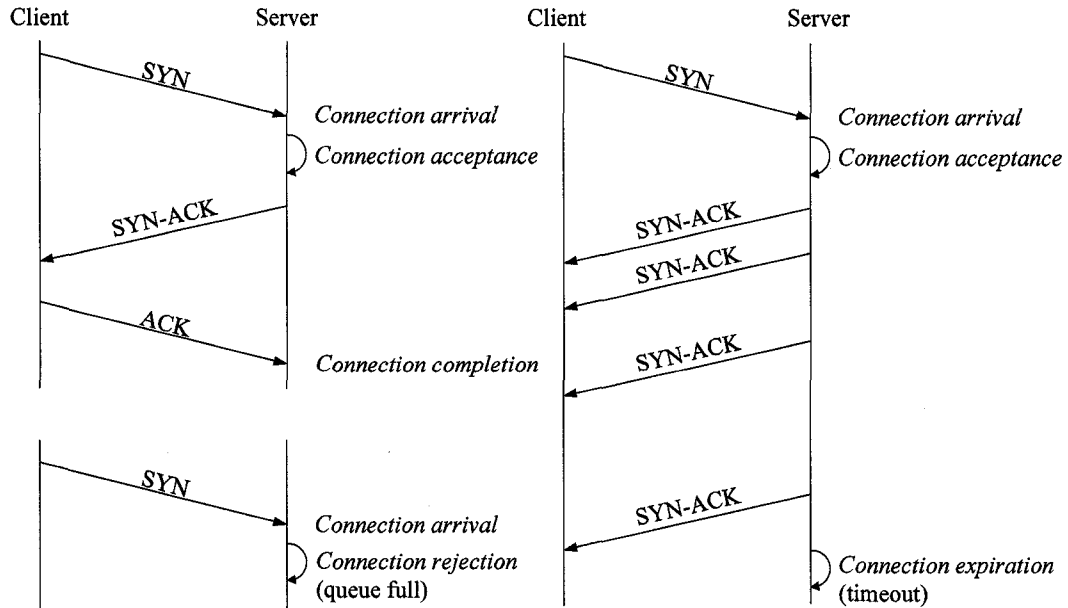 Client
Server
SYN
Connection arrival
Connection acceptance
SYN-ACK
ACK
Connection completion
SYN
Connection arrival
Connection rejection
(queue full)
Client
Server
SYN
Connection arrival
Connection acceptance
SYN-ACK
SYN-ACK
SYN-ACK
SYN-ACK
Connection expiration
(timeout)